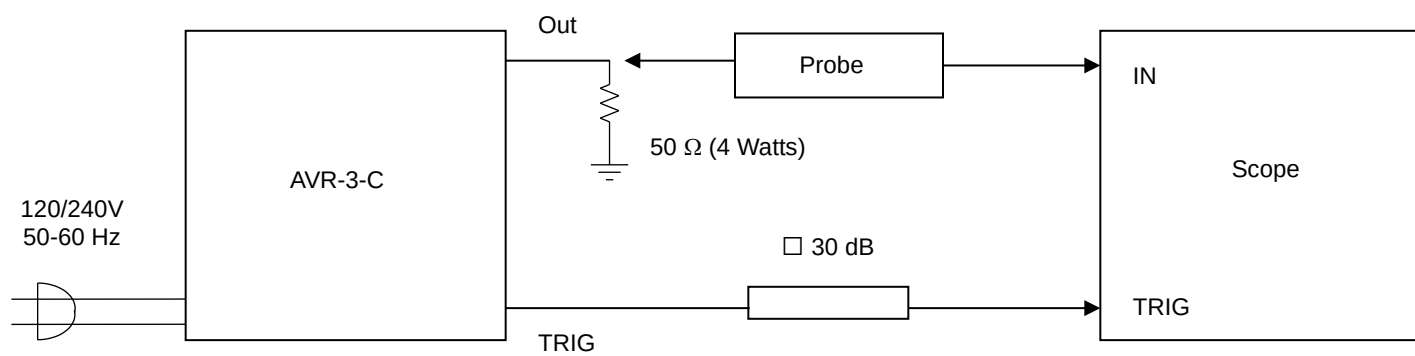 Out
Probe
IN
50 Ω (4 Watts)
AVR-3-C
Scope
120/240V
50-60 Hz
□ 30 dB
TRIG
TRIG